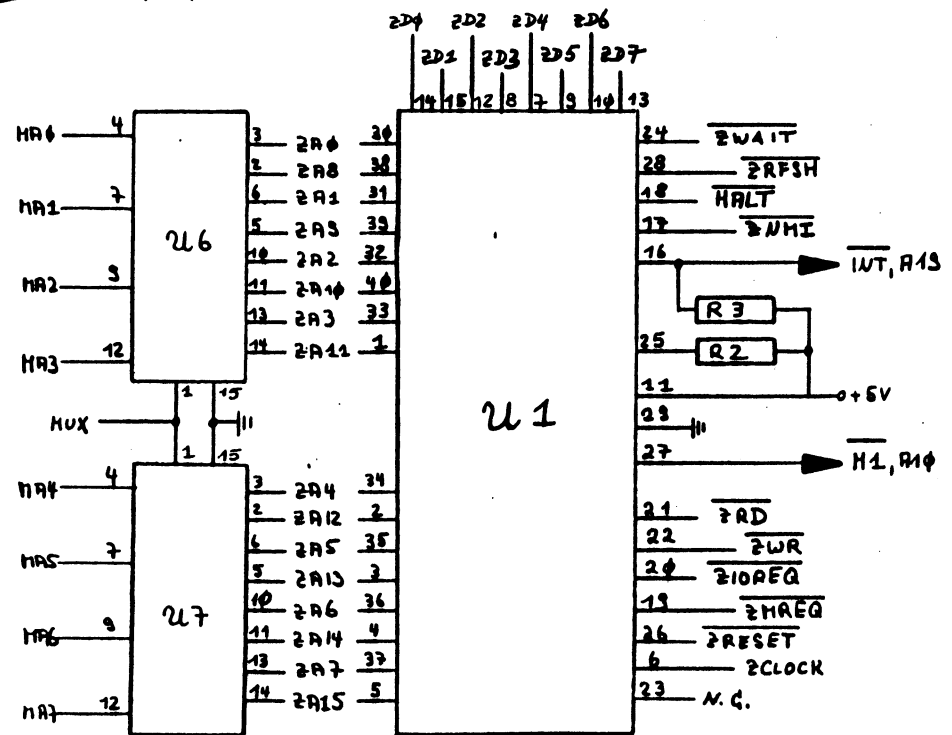 ZD0 ZD2 ZD4 ZD6
ZD1 ZD3 ZD5 ZD7
14 15 12 8 7 9 10 13
MA0 4
MA1 7
MA2 9
MA3 12
U6
3 ZA0 30
2 ZA8 38
6 ZA1 31
5 ZA9 39
10 ZA2 32
11 ZA10 40
13 ZA3 33
14 ZA11 1
1 15
MUX
1 15
MA4 4
MA5 7
MA6 9
MA7 12
U7
3 ZA4 34
2 ZA12 2
6 ZA5 35
5 ZA13 3
10 ZA6 36
11 ZA14 4
13 ZA7 37
14 ZA15 5
U1
24 ZWAIT
28 ZRFSH
18 HALT
17 ZNMI
16 INT, A19
R3
25 R2
11 +5V
29
27 M1, A10
21 ZRD
22 ZWR
20 ZIOREQ
19 ZMREQ
26 ZRESET
6 ZCLOCK
23 N.C.